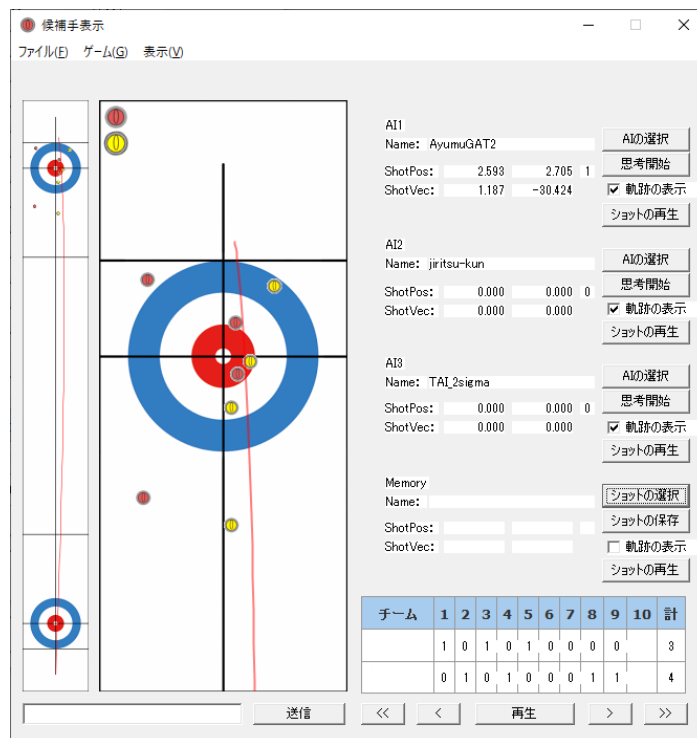 候補手表示
ファイル(F) ゲーム(G) 表示(V)
AI1
Name: AyumuGAT2
AIの選択
思考開始
ShotPos: 2.593 2.705 1
ShotVec: 1.187 -30.424
軌跡の表示
ショットの再生
AI2
Name: jiritsu-kun
AIの選択
思考開始
ShotPos: 0.000 0.000 0
ShotVec: 0.000 0.000
軌跡の表示
ショットの再生
AI3
Name: TAI_2sigma
AIの選択
思考開始
ShotPos: 0.000 0.000 0
ShotVec: 0.000 0.000
軌跡の表示
ショットの再生
Memory
Name:
ショットの選択
ショットの保存
ShotPos:
ShotVec:
軌跡の表示
ショットの再生
チーム 1 2 3 4 5 6 7 8 9 10 計
1 0 1 0 1 0 0 0 0 3
0 1 0 1 0 0 0 1 1 4
送信 << < 再生 > >>